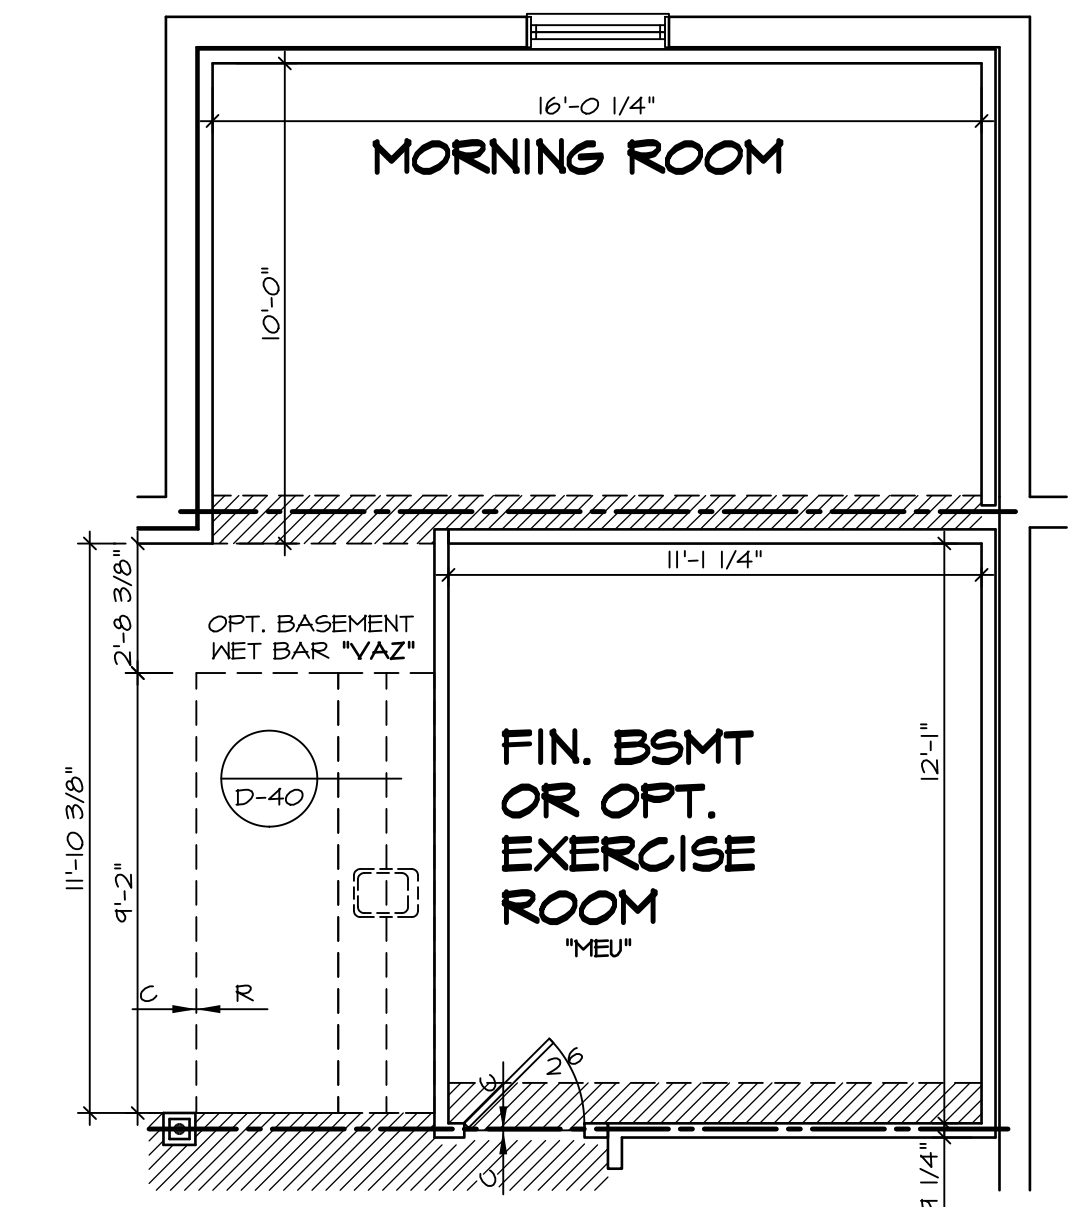 16'-0 1/4"
MORNING ROOM
10'-0"
11'-1 1/4"
2'-8 3/8"
OPT. BASEMENT
WET BAR "VAZ"
12'-1"
FIN. BSMT
OR OPT.
EXERCISE
ROOM
"MEU"
D-40
11'-10 3/8"
9'-2"
C R
26
C
C
1/4"